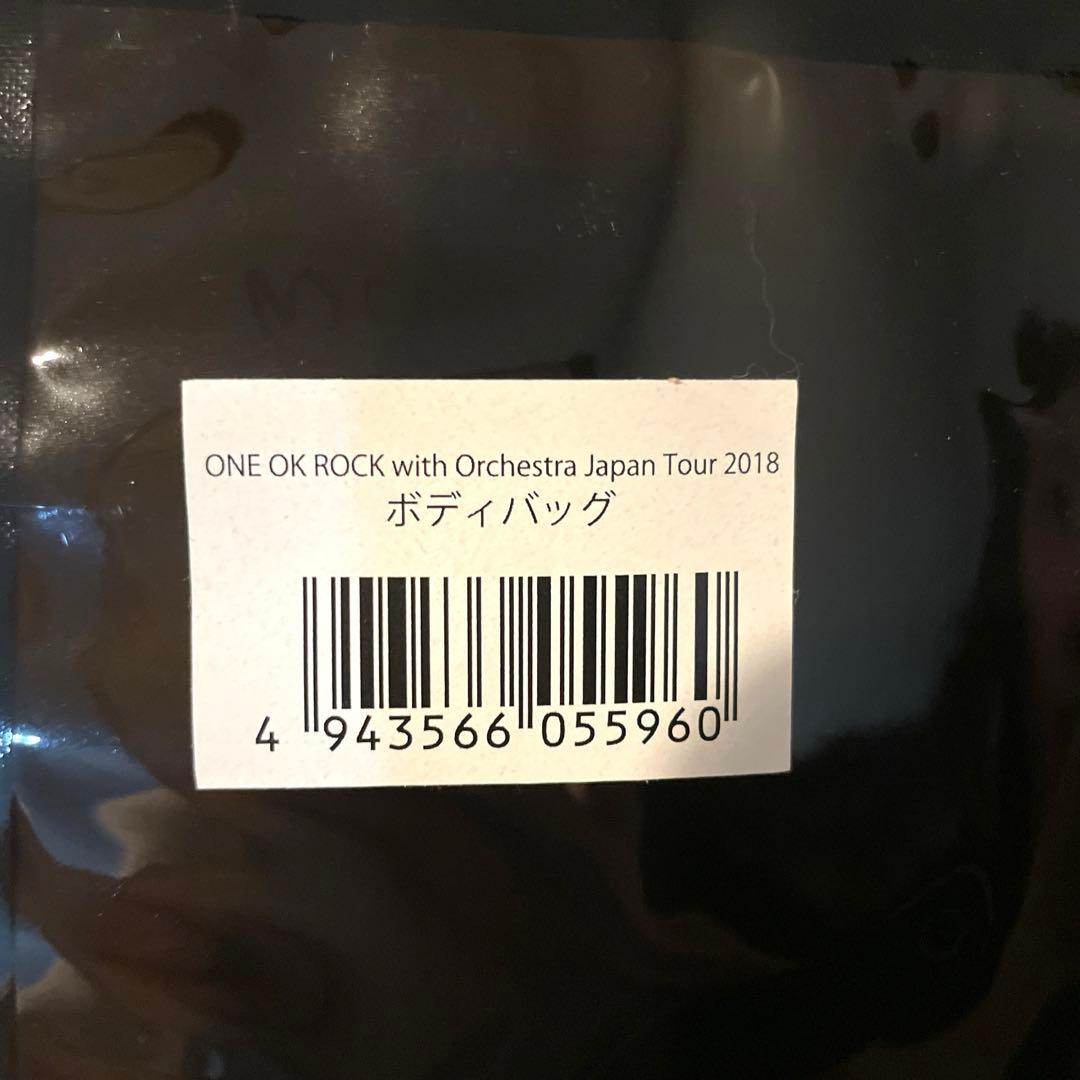 ONE OK ROCK with Orchestra Japan Tour 2018
ボディバッグ
4 943566 055960